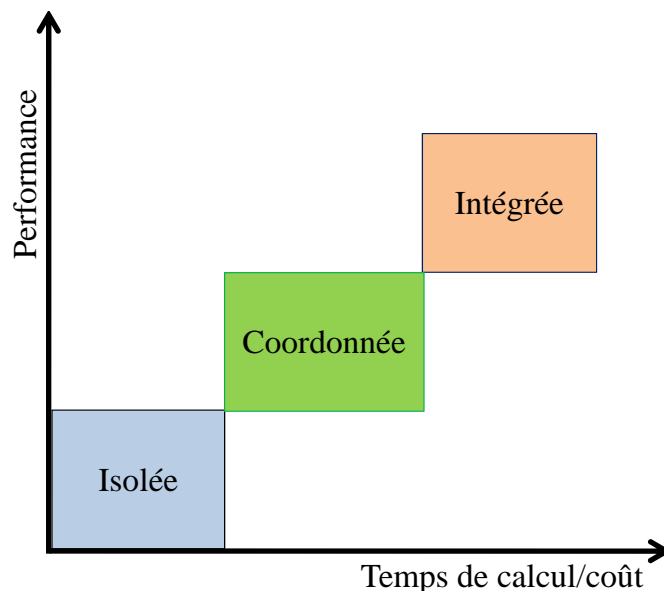 Performance
Intégrée
Coordonnée
Isolée
Temps de calcul/coût